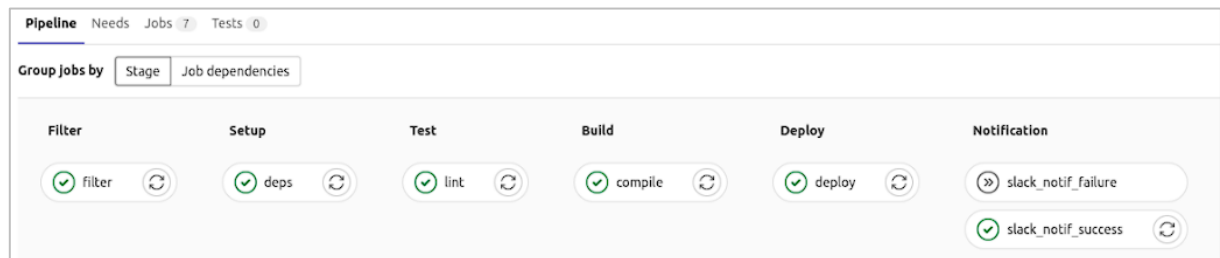 Pipeline Needs Jobs 7 Tests 0
Group jobs by Stage Job dependencies
Filter Setup Test Build Deploy Notification
filter deps lint compile deploy slack_notif_failure
slack_notif_success